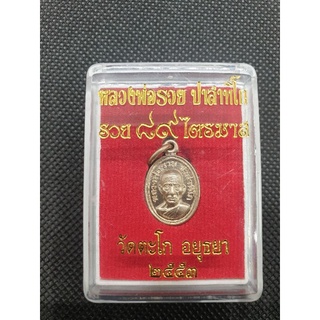 หลวงพ่อรวย ปาสาทิโก
รวย ๘๙ ไตรมาส
วัดตะโก อยุธยา
๒๕๕๓